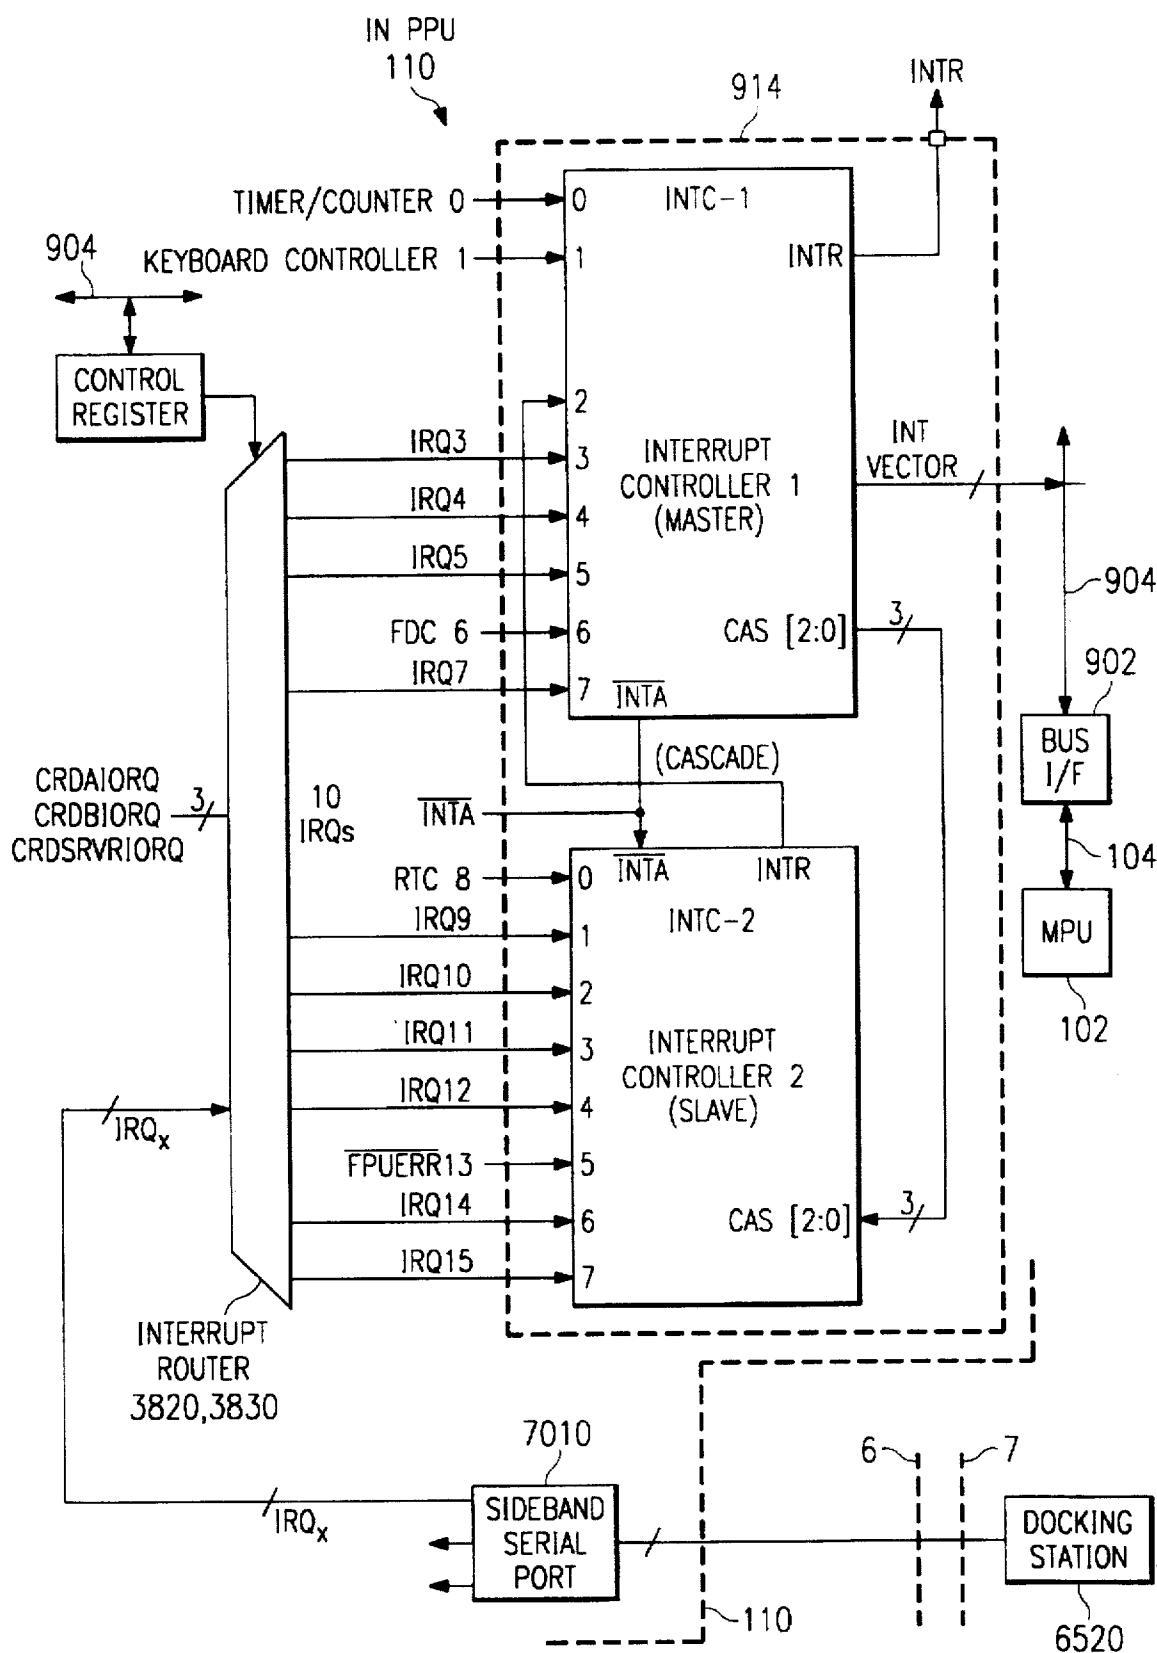 IN PPU
110
914
INTR
TIMER/COUNTER 0
0
INTC-1
904
KEYBOARD CONTROLLER 1
1
INTR
CONTROL
REGISTER
2
IRQ3
3
INTERRUPT
CONTROLLER 1
(MASTER)
INT
VECTOR
IRQ4
4
IRQ5
5
904
FDC 6
6
CAS [2:0]
3
IRQ7
7
INTA
902
BUS
I/F
(CASCADE)
CRDAIORQ
CRDBIORQ
CRDSRVRIORQ
3
10
IRQs
INTA
104
RTC 8
0
INTA
INTR
IRQ9
1
INTC-2
MPU
IRQ10
2
102
IRQ11
3
INTERRUPT
CONTROLLER 2
(SLAVE)
IRQ12
4
IRQx
FPUERR13
5
IRQ14
6
CAS [2:0]
3
IRQ15
7
INTERRUPT
ROUTER
3820,3830
7010
6
7
IRQx
SIDEBAND
SERIAL
PORT
DOCKING
STATION
110
6520